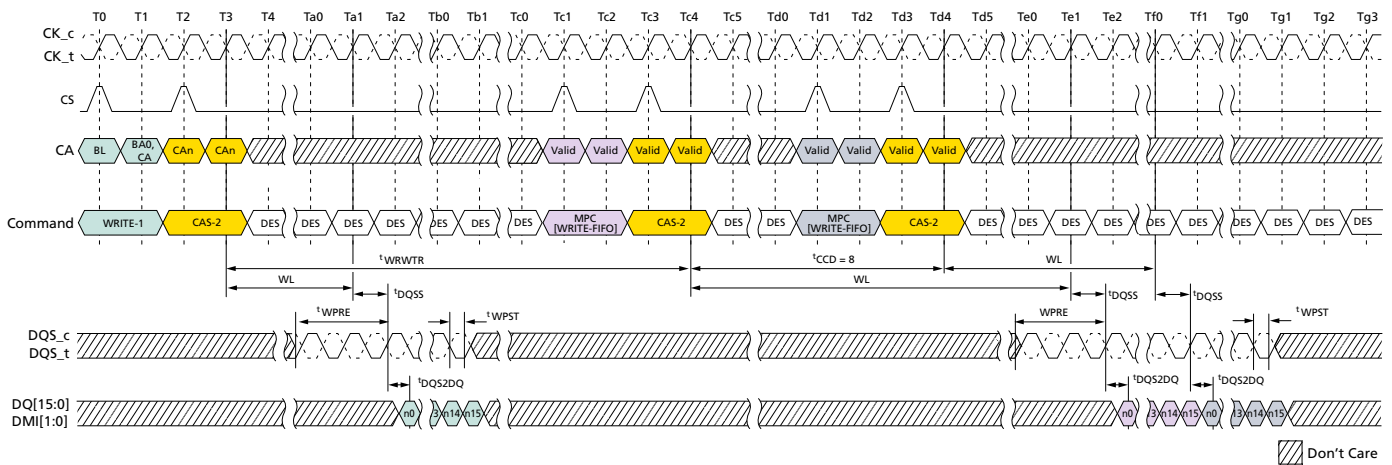 T0 T1 T2 T3 T4 Ta0 Ta1 Ta2 Tb0 Tb1 Tc0 Tc1 Tc2 Tc3 Tc4 Tc5 Td0 Td1 Td2 Td3 Td4 Td5 Te0 Te1 Te2 Tf0 Tf1 Tg0 Tg1 Tg2 Tg3
CK_c
CK_t
CS
CA BL BA0, CA CAn CAn Valid Valid Valid Valid Valid Valid Valid Valid
Command WRITE-1 CAS-2 DES DES DES DES DES DES DES MPC [WRITE-FIFO] CAS-2 DES DES MPC [WRITE-FIFO] CAS-2 DES DES DES DES DES DES DES DES DES DES
tWRWTR tCCD = 8 WL
WL WL
tDQSS tDQSS tDQSS
tWPRE tWPST WPRE tWPST
DQS_c
DQS_t
tDQS2DQ tDQS2DQ tDQS2DQ
DQ[15:0]
DMI[1:0]
n0 3 n14 n15 n0 3 n14 n15 n0 13 n14 n15
Don't Care